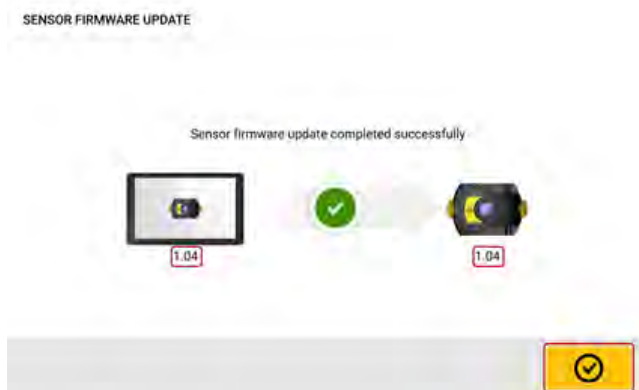 SENSOR FIRMWARE UPDATE
Sensor firmware update completed successfully
1.04
1.04